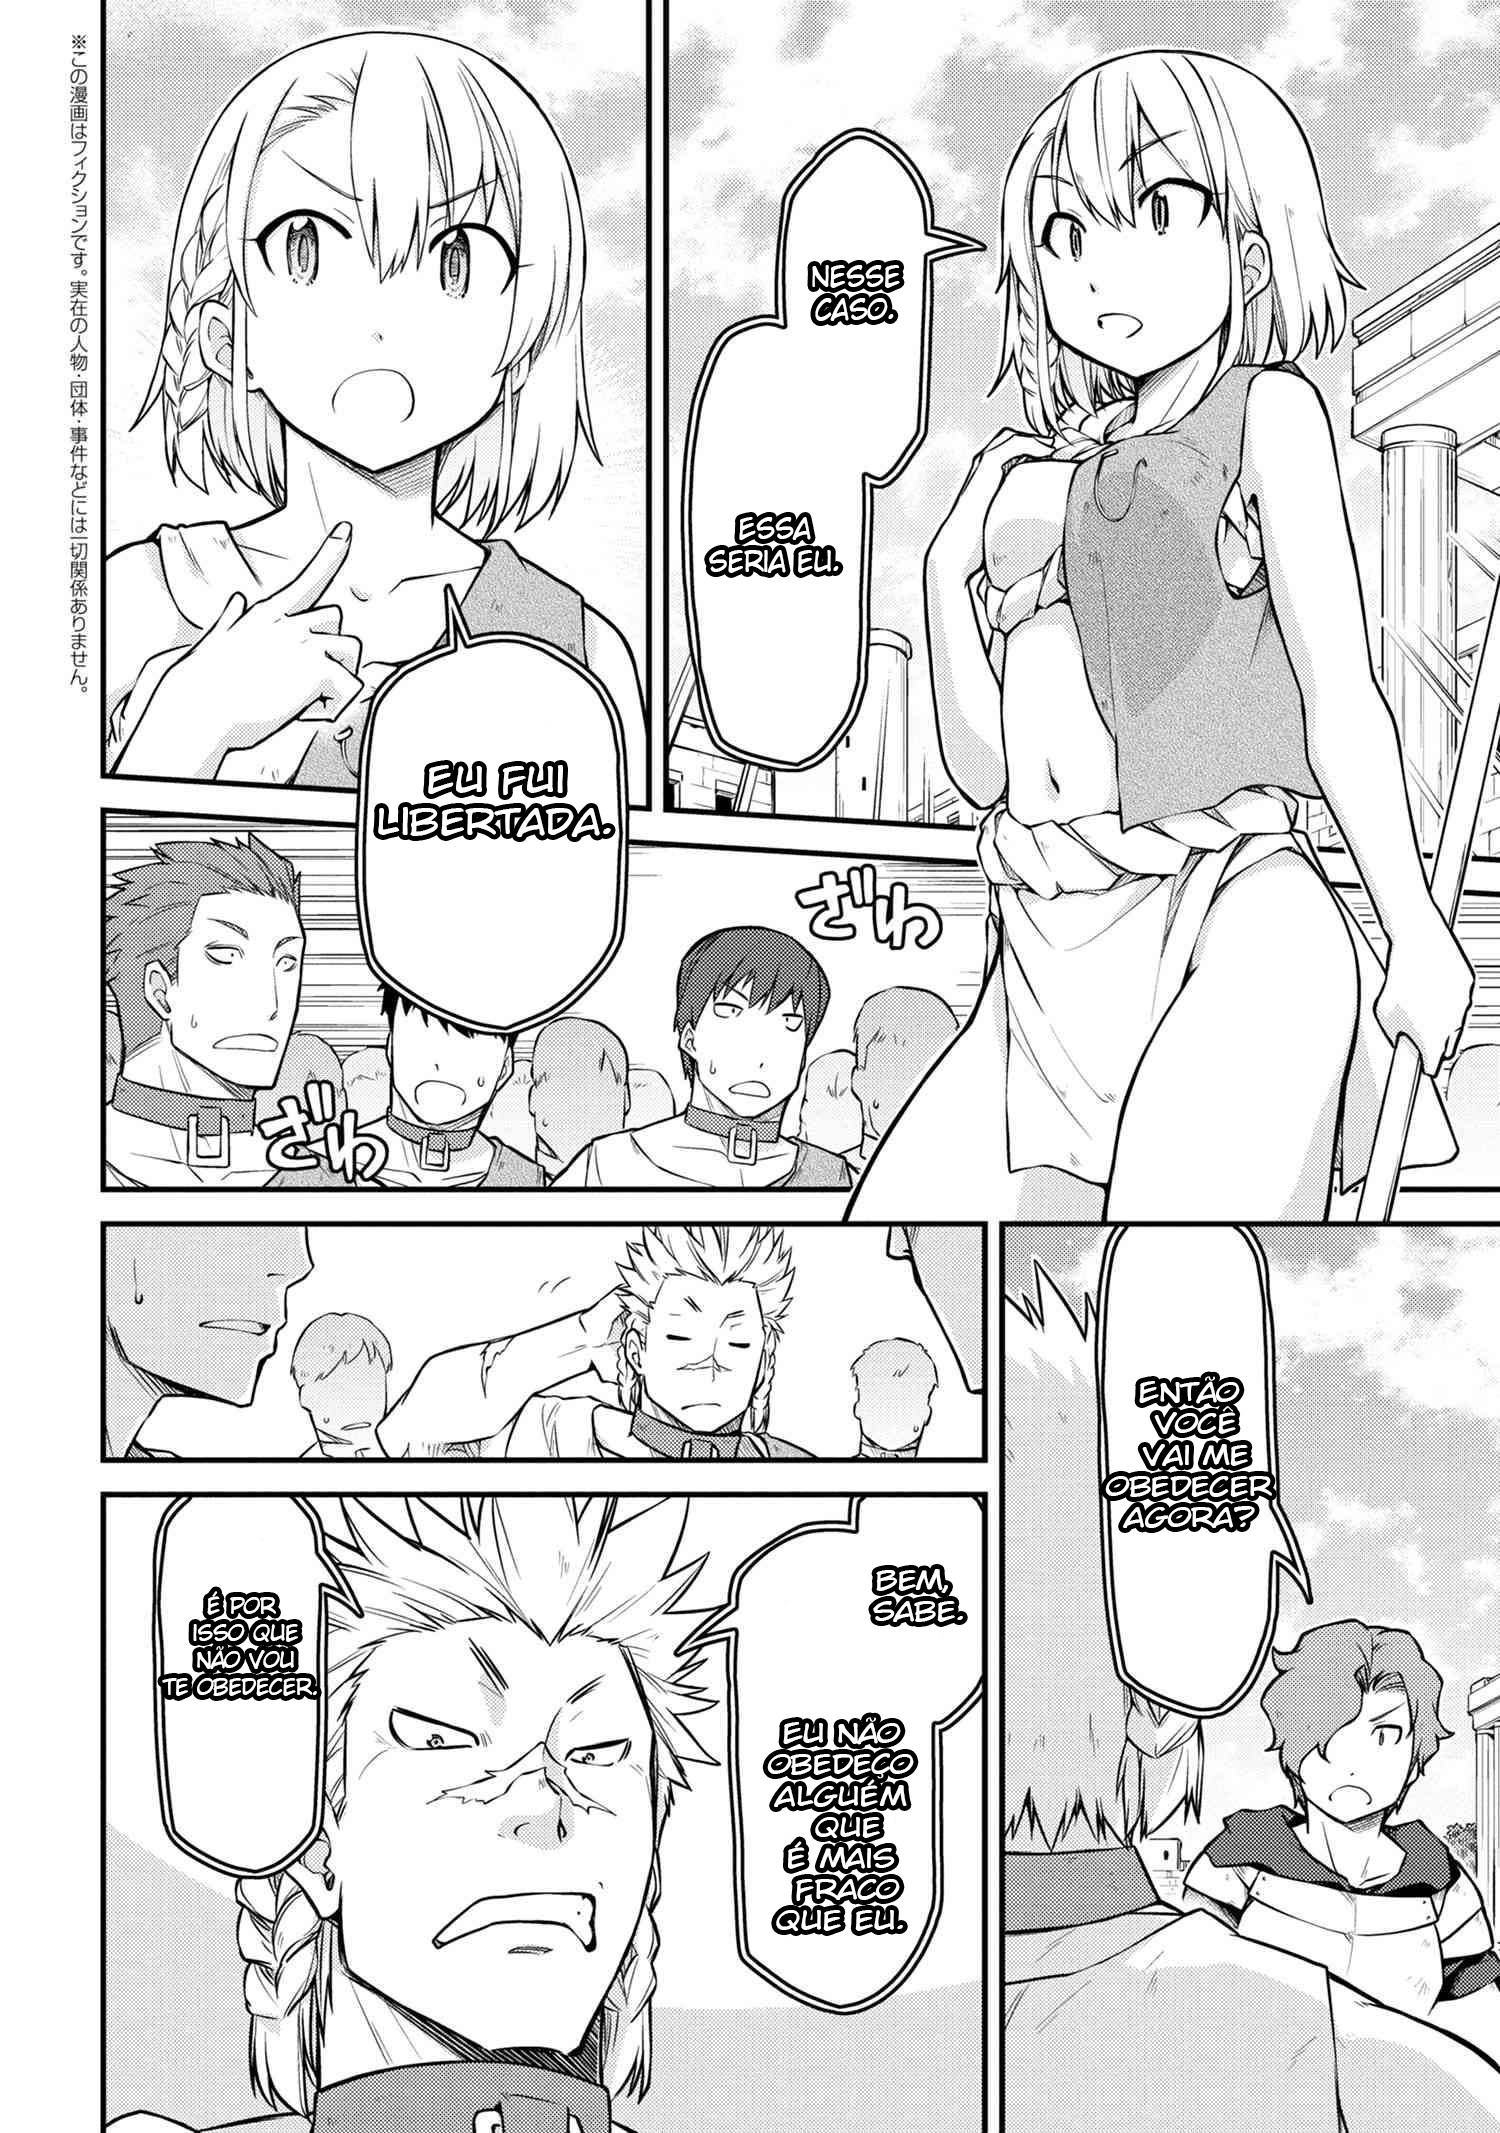 ※この漫画はフィクションです。実在の人物・団体・事件などには一切関係ありません。
NESSE
CASO.
ESSA
SERIA EU.
EU FUI
LIBERTADA.
ざわ
ざわ
ENTÃO
VOCÊ
VAI ME
OBEDECER
AGORA?
BEM,
SABE.
EU NÃO
OBEDEÇO
ALGUÉM
QUE
É MAIS
FRACO
QUE EU.
É POR
ISSO QUE
NÃO VOU
TE OBEDECER.